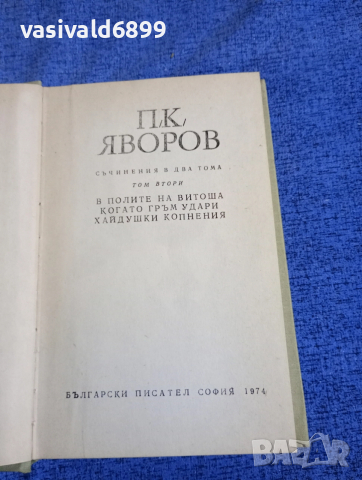 vasivald6899
П.К.
ЯВОРОВ
СЪЧИНЕНИЯ В ДВА ТОМА
ТОМ ВТОРИ
В ПОЛИТЕ НА ВИТОША
КОГАТО ГРЪМ УДАРИ
ХАЙДУШКИ КОПНЕНИЯ
БЪЛГАРСКИ ПИСАТЕЛ СОФИЯ 1974
BAZAR